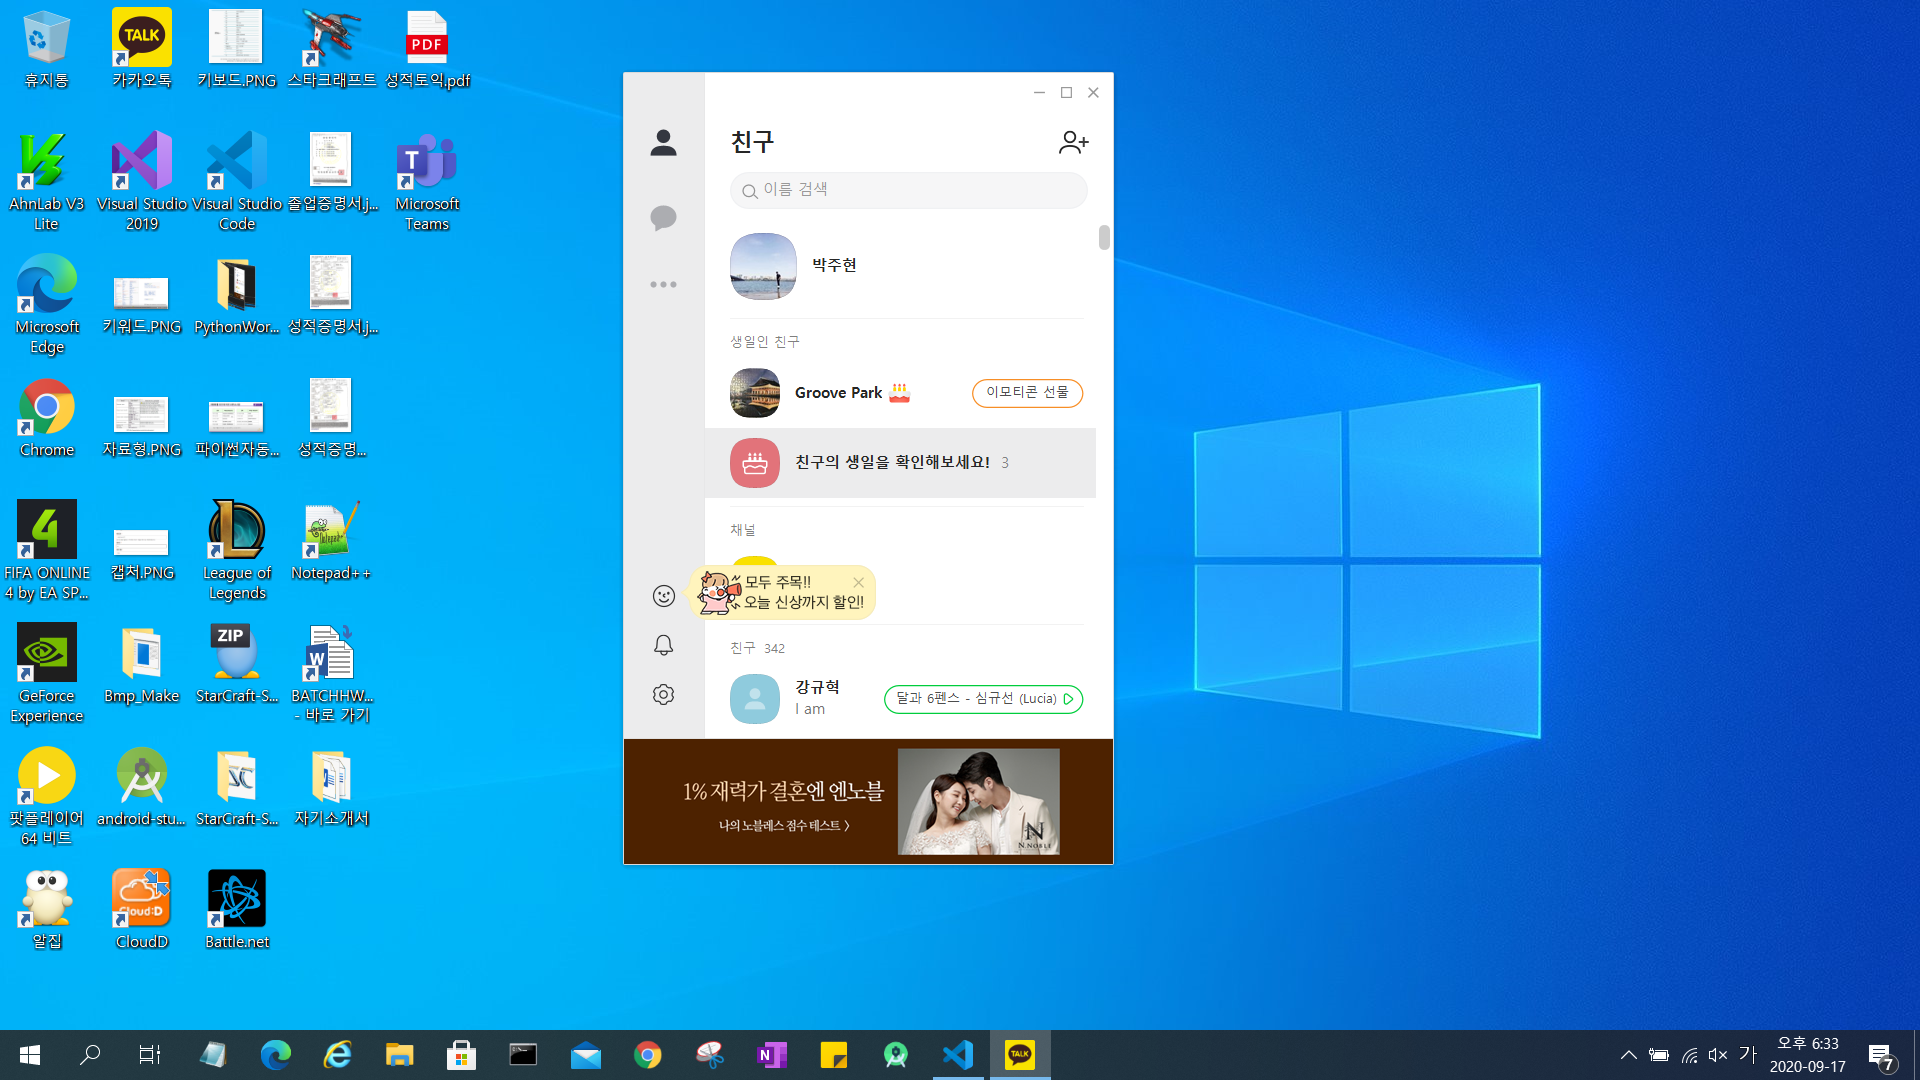 휴지통
TALK
카카오톡
키보드.PNG
스타크래프트
PDF
성적토익.pdf
AhnLab V3
Lite
Visual Studio
2019
Visual Studio
Code
졸업증명서.j...
T
Microsoft
Teams
Microsoft
Edge
키워드.PNG
PythonWor...
성적증명서.j...
Chrome
자료형.PNG
파이썬자동...
성적증명...
4
FIFA ONLINE
4 by EA SP...
캡처.PNG
League of
Legends
Notepad++
GeForce
Experience
Bmp_Make
ZIP
StarCraft-S...
W
BATCHHW...
- 바로 가기
팟플레이어
64 비트
android-stu...
StarCraft-S...
자기소개서
알집
Cloud:D
CloudD
Battle.net
친구
이름 검색
박주현
생일인 친구
Groove Park
이모티콘 선물
친구의 생일을 확인해보세요! 3
채널
모두 주목!!
오늘 신상까지 할인!
친구 342
강규혁
I am
달과 6펜스 - 심규선 (Lucia)
1% 재력가 결혼엔 엔노블
나의 노블레스 점수 테스트 〉
N
N.NOBLE
N
TALK
가
오후 6:33
2020-09-17
7